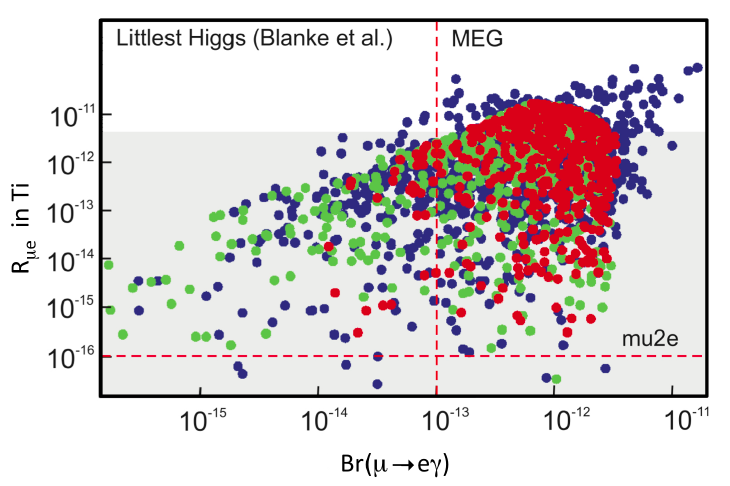 Littlest Higgs (Blanke et al.) MEG
R_μe in Ti
10^-11
10^-12
10^-13
10^-14
10^-15
10^-16
mu2e
10^-15 10^-14 10^-13 10^-12 10^-11
Br(μ→eγ)